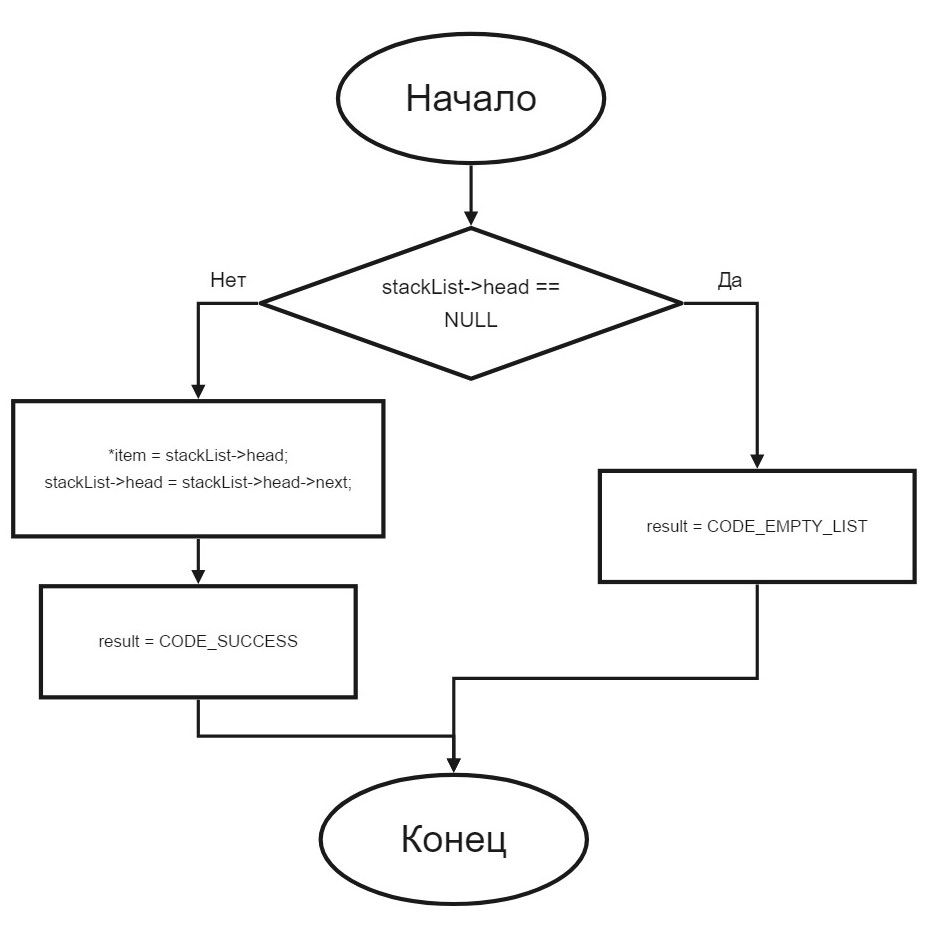 Начало
Нет
Да
stackList->head ==
NULL
*item = stackList->head;
stackList->head = stackList->head->next;
result = CODE_EMPTY_LIST
result = CODE_SUCCESS
Конец